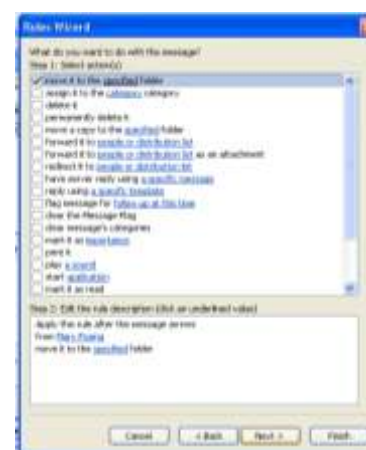 Rules Wizard
What do you want to do with the message?
Step 1: Select action(s)
move it to the specified folder
assign it to the category category
delete it
permanently delete it
move a copy to the specified folder
forward it to people or distribution list
forward it to people or distribution list as an attachment
redirect it to people or distribution list
have server reply using a specific message
reply using a specific template
flag message for follow up at this time
clear the Message Flag
clear message's categories
mark it as importance
print it
play a sound
start application
mark it as read
Step 2: Edit the rule description (click an underlined value)
Apply this rule after the message arrives
from
move it to the specified folder
Cancel < Back Next > Finish